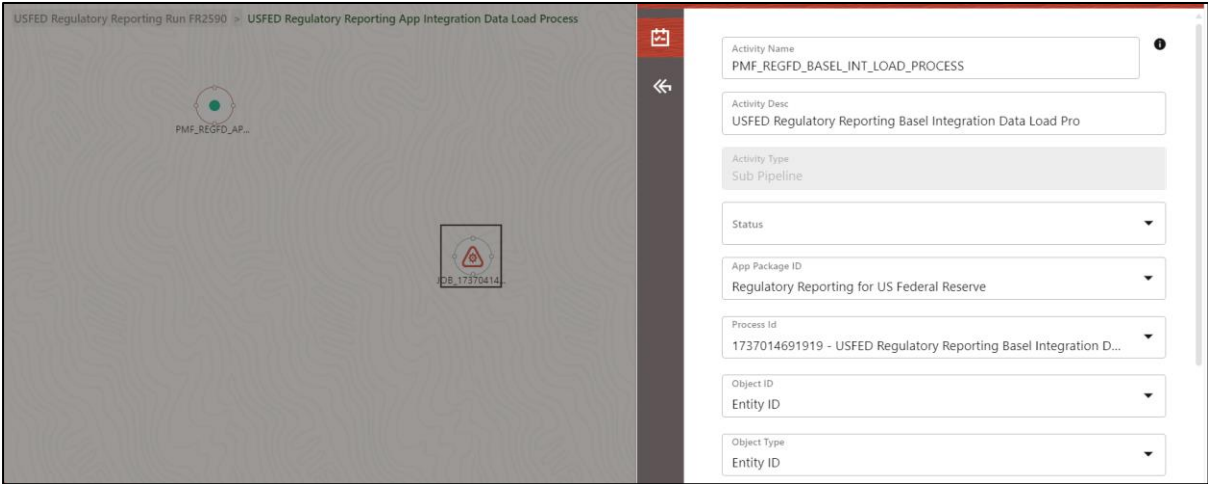 USFED Regulatory Reporting Run FR2590 > USFED Regulatory Reporting App Integration Data Load Process
PMF_REGFD_AP...
JOB_17370414...
Activity Name
PMF_REGFD_BASEL_INT_LOAD_PROCESS
Activity Desc
USFED Regulatory Reporting Basel Integration Data Load Pro
Activity Type
Sub Pipeline
Status
App Package ID
Regulatory Reporting for US Federal Reserve
Process Id
1737014691919 - USFED Regulatory Reporting Basel Integration D...
Object ID
Entity ID
Object Type
Entity ID